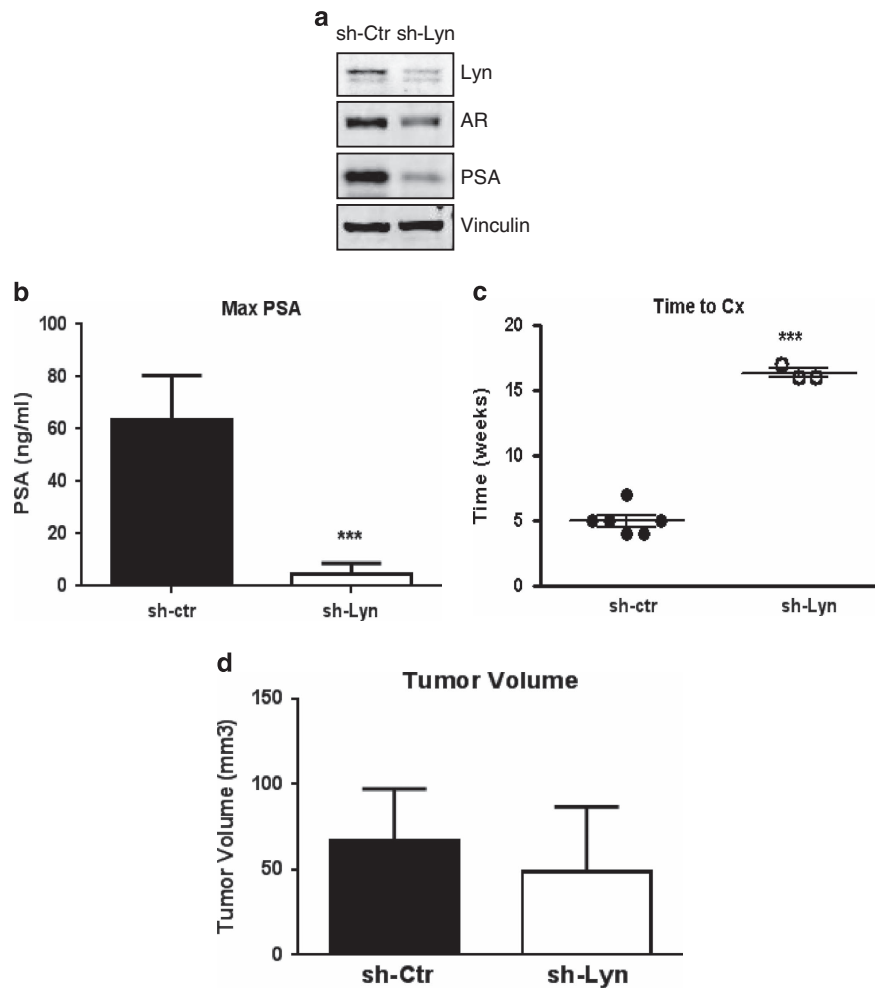 a
sh-Ctr sh-Lyn
Lyn
AR
PSA
Vinculin
b
Max PSA
PSA (ng/ml)
100
80
60
40
20
0
***
sh-ctr
sh-Lyn
c
Time to Cx
Time (weeks)
20
15
10
5
0
***
sh-ctr
sh-Lyn
d
Tumor Volume
Tumor Volume (mm3)
150
100
50
0
sh-Ctr
sh-Lyn